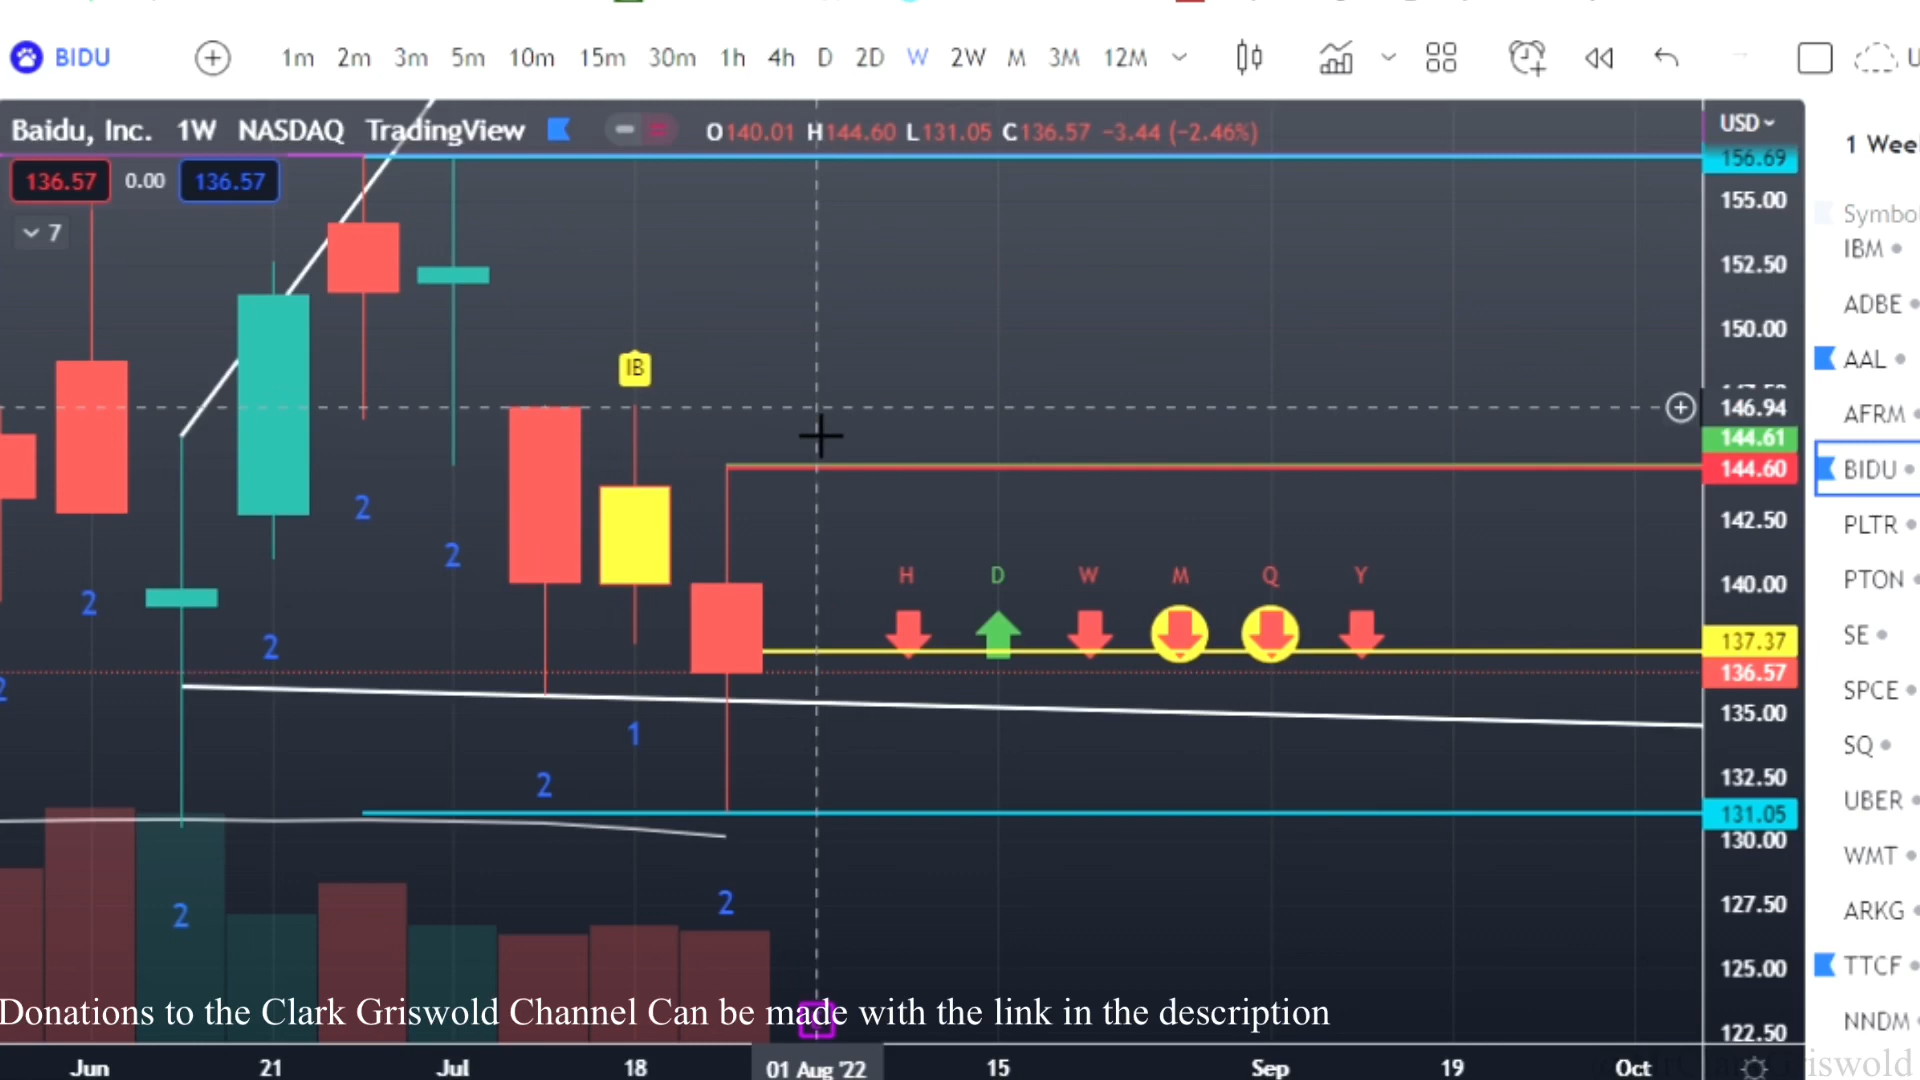 BIDU 1m 2m 3m 5m 10m 15m 30m 1h 4h D 2D W 2W M 3M 12M U
Baidu, Inc. 1W NASDAQ TradingView O140.01 H144.60 L131.05 C136.57 −3.44 (−2.46%)
USD
1 Wee
136.57 0.00 136.57
156.69
155.00
7
Symbo
IBM
152.50
ADBE
150.00
IB
AAL
146.94
AFRM
144.61
144.60
BIDU
2
142.50
PLTR
2
H D W M Q Y
140.00
PTON
2
2
137.37
SE
136.57
2
SPCE
135.00
1
SQ
132.50
2
UBER
131.05
130.00
WMT
2
2
127.50
ARKG
125.00
TTCF
Donations to the Clark Griswold Channel Can be made with the link in the description
122.50
NNDM
Jun 21 Jul 18 01 Aug '22 15 Sep 19 Oct
iswold